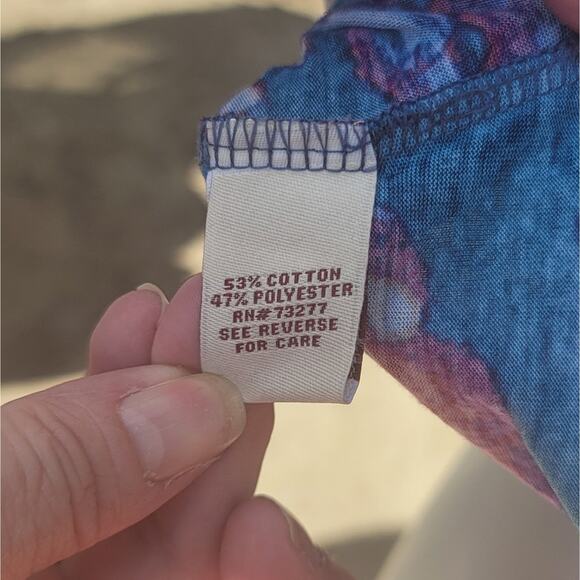 53% COTTON
47% POLYESTER
RN#73277
SEE REVERSE
FOR CARE